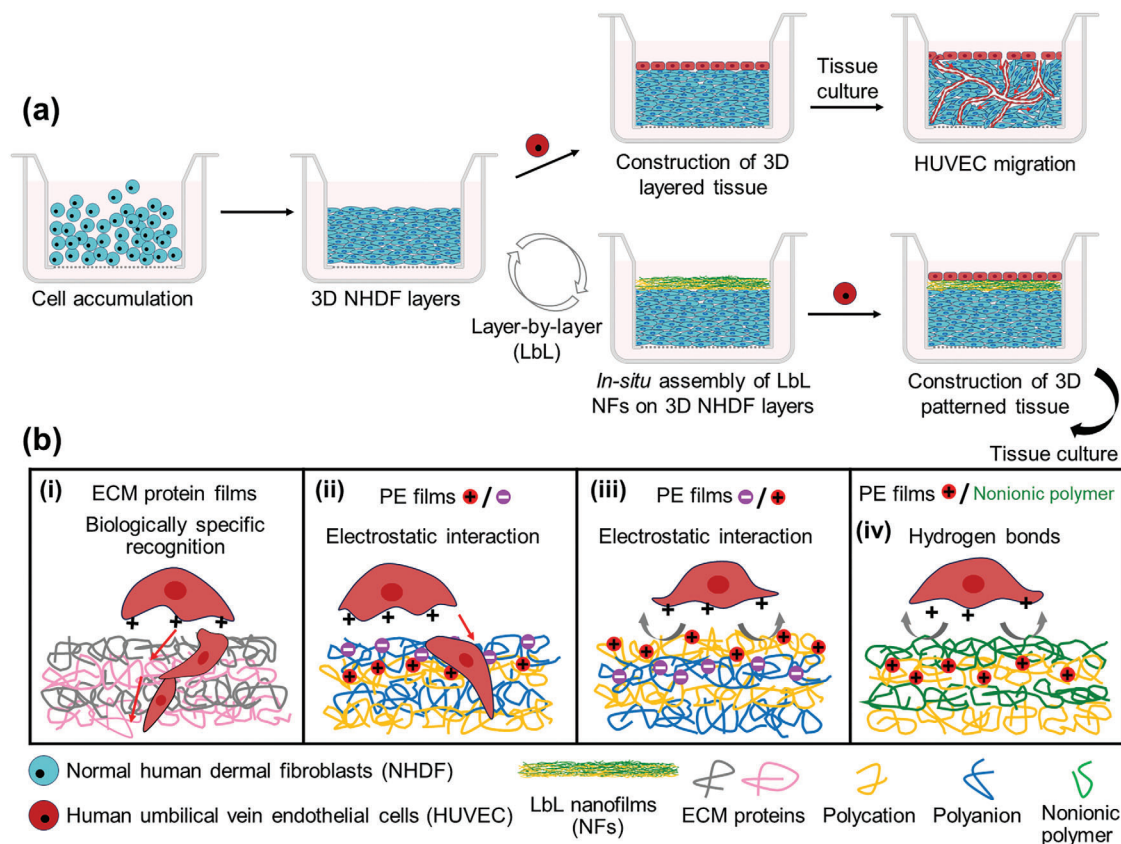 (a)
Cell accumulation
3D NHDF layers
Construction of 3D
layered tissue
Tissue
culture
HUVEC migration
Layer-by-layer
(LbL)
In-situ assembly of LbL
NFs on 3D NHDF layers
Construction of 3D
patterned tissue
Tissue culture
(b)
(i)
ECM protein films
Biologically specific
recognition
+ + +
(ii)
PE films + / −
Electrostatic interaction
+ + +
(iii)
PE films − / +
Electrostatic interaction
+ + +
PE films + / Nonionic polymer
(iv)
Hydrogen bonds
+ + +
Normal human dermal fibroblasts (NHDF)
Human umbilical vein endothelial cells (HUVEC)
LbL nanofilms
(NFs)
ECM proteins
Polycation
Polyanion
Nonionic
polymer